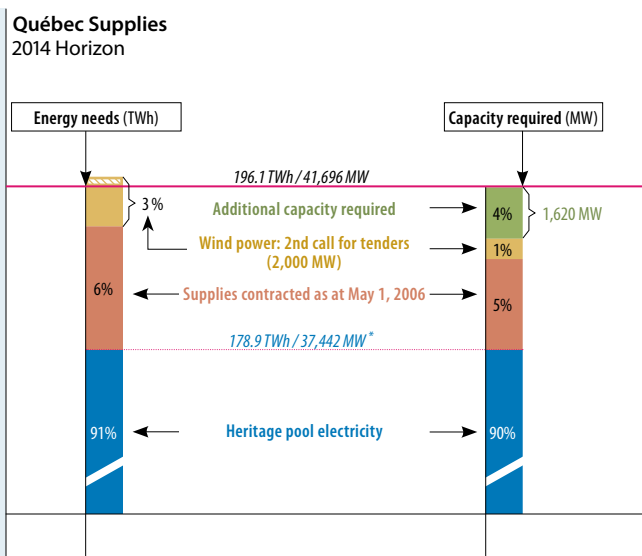 Québec Supplies
2014 Horizon
Energy needs (TWh)
Capacity required (MW)
196.1 TWh / 41,696 MW
3 %
Additional capacity required
4%
1,620 MW
Wind power: 2nd call for tenders
(2,000 MW)
1%
6%
Supplies contracted as at May 1, 2006
5%
178.9 TWh / 37,442 MW *
91%
Heritage pool electricity
90%